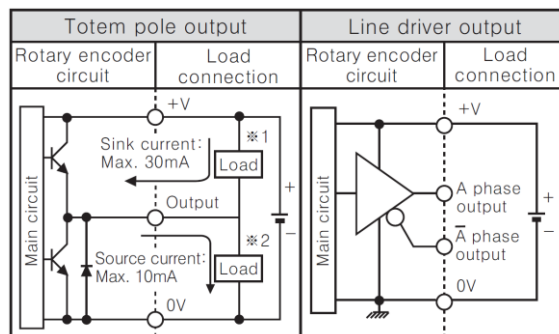 Totem pole output
Line driver output
Rotary encoder circuit
Load connection
Rotary encoder circuit
Load connection
Main circuit
+V
Sink current:
Max. 30mA
※1
Load
Output
Source current:
Max. 10mA
※2
Load
0V
+
−
Main circuit
+V
A phase
output
A̅ phase
output
0V
+
−